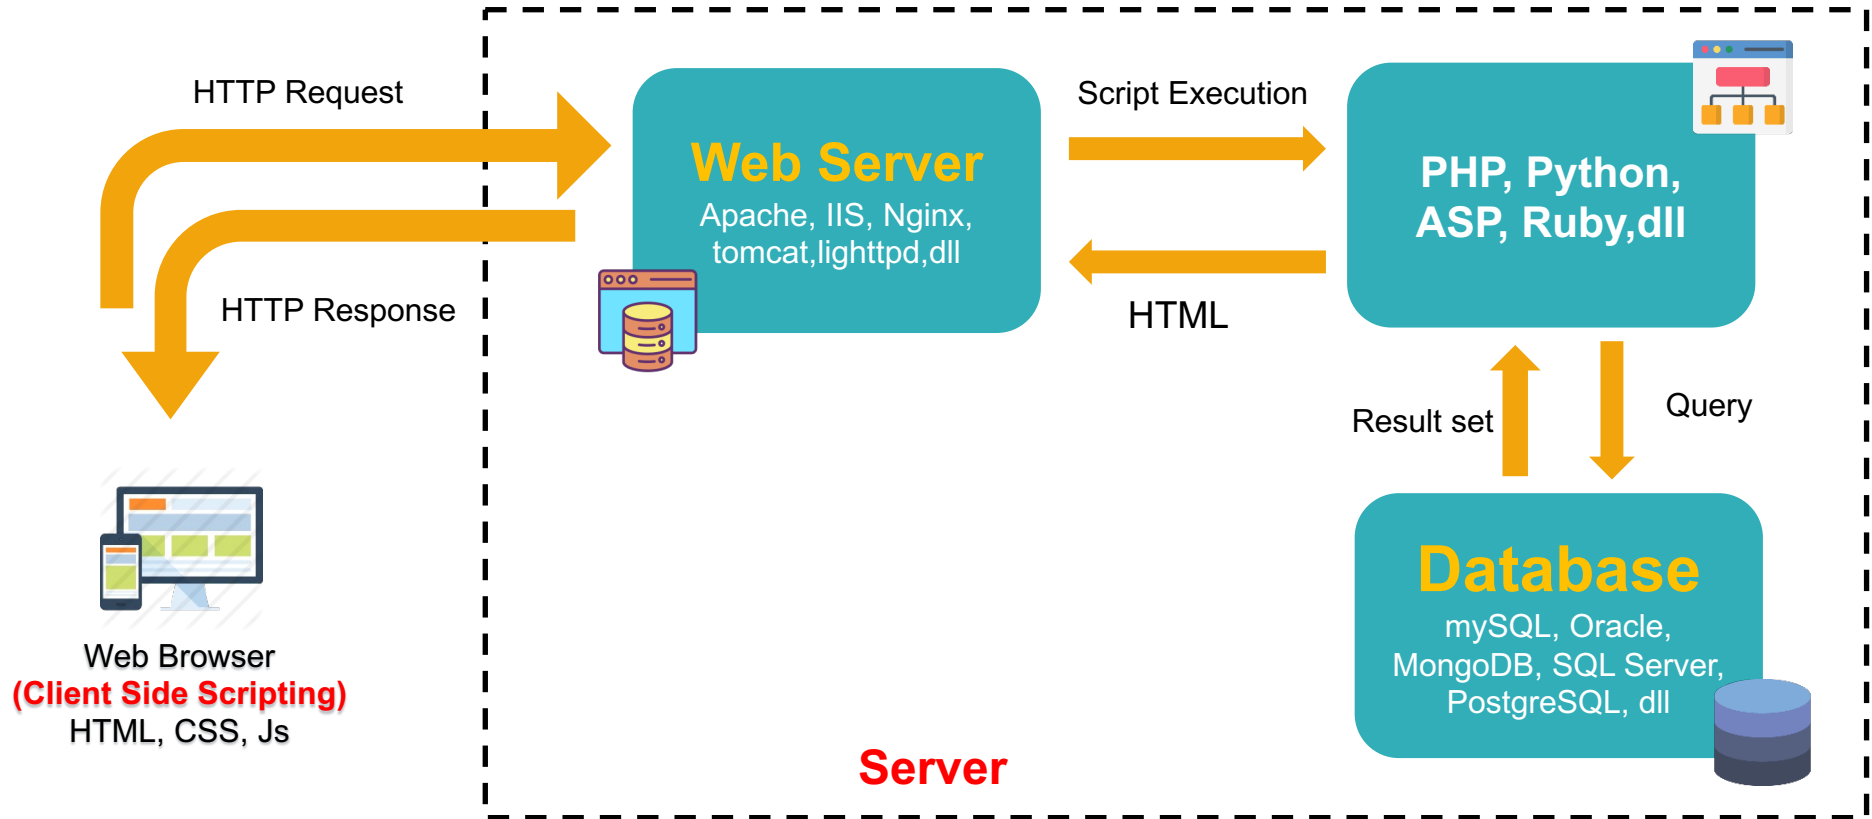 HTTP Request
HTTP Response
Web Browser
(Client Side Scripting)
HTML, CSS, Js
Web Server
Apache, IIS, Nginx,
tomcat,lighttpd,dll
Script Execution
HTML
PHP, Python,
ASP, Ruby,dll
Result set
Query
Database
mySQL, Oracle,
MongoDB, SQL Server,
PostgreSQL, dll
Server